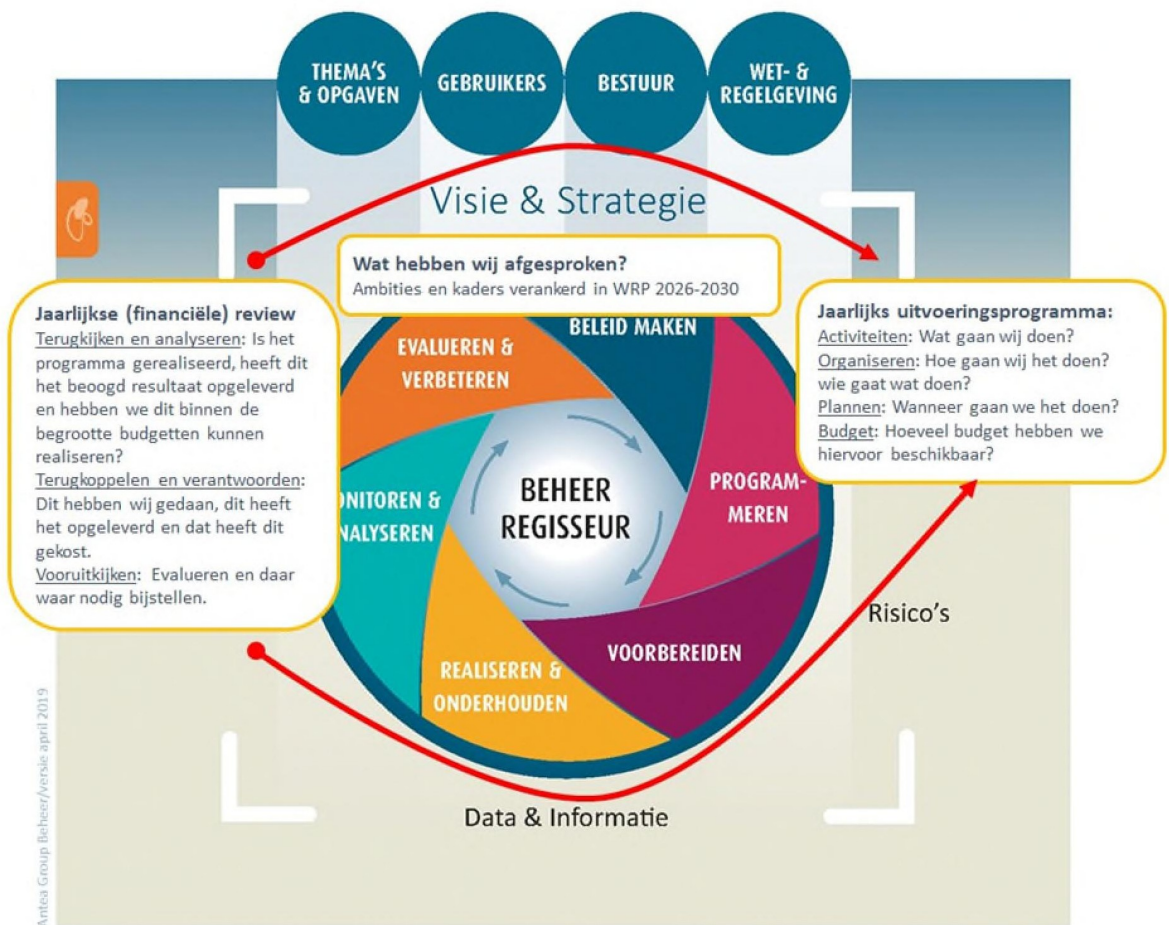 THEMA'S
& OPGAVEN
GEBRUIKERS
BESTUUR
WET- &
REGELGEVING
Visie & Strategie
Wat hebben wij afgesproken?
Ambities en kaders verankerd in WRP 2026-2030
Jaarlijkse (financiële) review
Terugkijken en analyseren: Is het
programma gerealiseerd, heeft dit
het beoogd resultaat opgeleverd
en hebben we dit binnen de
begrootte budgetten kunnen
realiseren?
Terugkoppelen en verantwoorden:
Dit hebben wij gedaan, dit heeft
het opgeleverd en dat heeft dit
gekost.
Vooruitkijken: Evalueren en daar
waar nodig bijstellen.
Jaarlijks uitvoeringsprogramma:
Activiteiten: Wat gaan wij doen?
Organiseren: Hoe gaan wij het doen?
wie gaat wat doen?
Plannen: Wanneer gaan we het doen?
Budget: Hoeveel budget hebben we
hiervoor beschikbaar?
BELEID MAKEN
EVALUEREN &
VERBETEREN
PROGRAM-
MEREN
BEHEER
REGISSEUR
ONITOREN &
NALYSEREN
VOORBEREIDEN
REALISEREN &
ONDERHOUDEN
Risico's
Data & Informatie
Antea Group Beheer/versie april 2019